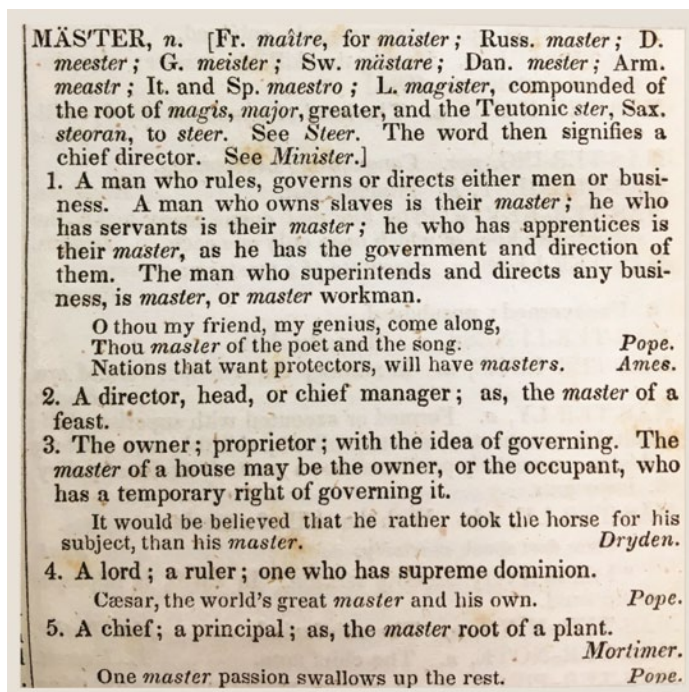 MÄS'TER, n. [Fr. maître, for maister; Russ. master; D.
meester; G. meister; Sw. mästare; Dan. mester; Arm.
meastr; It. and Sp. maestro; L. magister, compounded of
the root of magis, major, greater, and the Teutonic ster, Sax.
steoran, to steer. See Steer. The word then signifies a
chief director. See Minister.]
1. A man who rules, governs or directs either men or busi-
ness. A man who owns slaves is their master; he who
has servants is their master; he who has apprentices is
their master, as he has the government and direction of
them. The man who superintends and directs any busi-
ness, is master, or master workman.
O thou my friend, my genius, come along,
Thou master of the poet and the song. Pope.
Nations that want protectors, will have masters. Ames.
2. A director, head, or chief manager; as, the master of a
feast.
3. The owner; proprietor; with the idea of governing. The
master of a house may be the owner, or the occupant, who
has a temporary right of governing it.
It would be believed that he rather took the horse for his
subject, than his master. Dryden.
4. A lord; a ruler; one who has supreme dominion.
Cæsar, the world's great master and his own. Pope.
5. A chief; a principal; as, the master root of a plant.
Mortimer.
One master passion swallows up the rest. Pope.